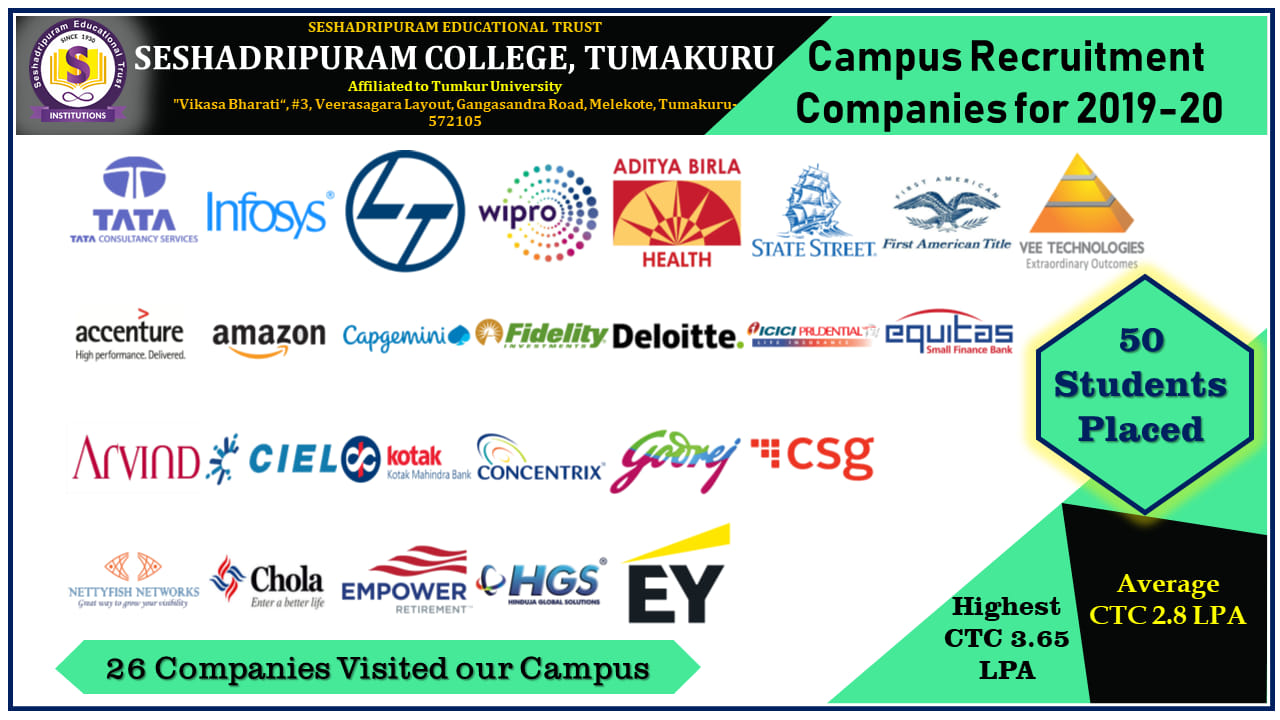 Seshadripuram Educational Trust
SINCE 1930
S
INSTITUTIONS
SESHADRIPURAM EDUCATIONAL TRUST
SESHADRIPURAM COLLEGE, TUMAKURU
Affiliated to Tumkur University
"Vikasa Bharati“, #3, Veerasagara Layout, Gangasandra Road, Melekote, Tumakuru-
572105
Campus Recruitment
Companies for 2019-20
TATA
TATA CONSULTANCY SERVICES
Infosys®
LT
wipro
ADITYA BIRLA
HEALTH
STATE STREET.
FIRST AMERICAN
First American Title
VEE TECHNOLOGIES
Extraordinary Outcomes
accenture
High performance. Delivered.
amazon
Capgemini
Fidelity
INVESTMENTS
Deloitte.
ICICI PRUDENTIAL
LIFE INSURANCE
equitas
Small Finance Bank
50
Students
Placed
ARVIND
CIEL
kotak
Kotak Mahindra Bank
CONCENTRIX
Godrej
csg
NETTYFISH NETWORKS
Great way to grow your visibility
Chola
Enter a better life
EMPOWER
RETIREMENT™
HGS®
HINDUJA GLOBAL SOLUTIONS
EY
Highest
CTC 3.65
LPA
Average
CTC 2.8 LPA
26 Companies Visited our Campus